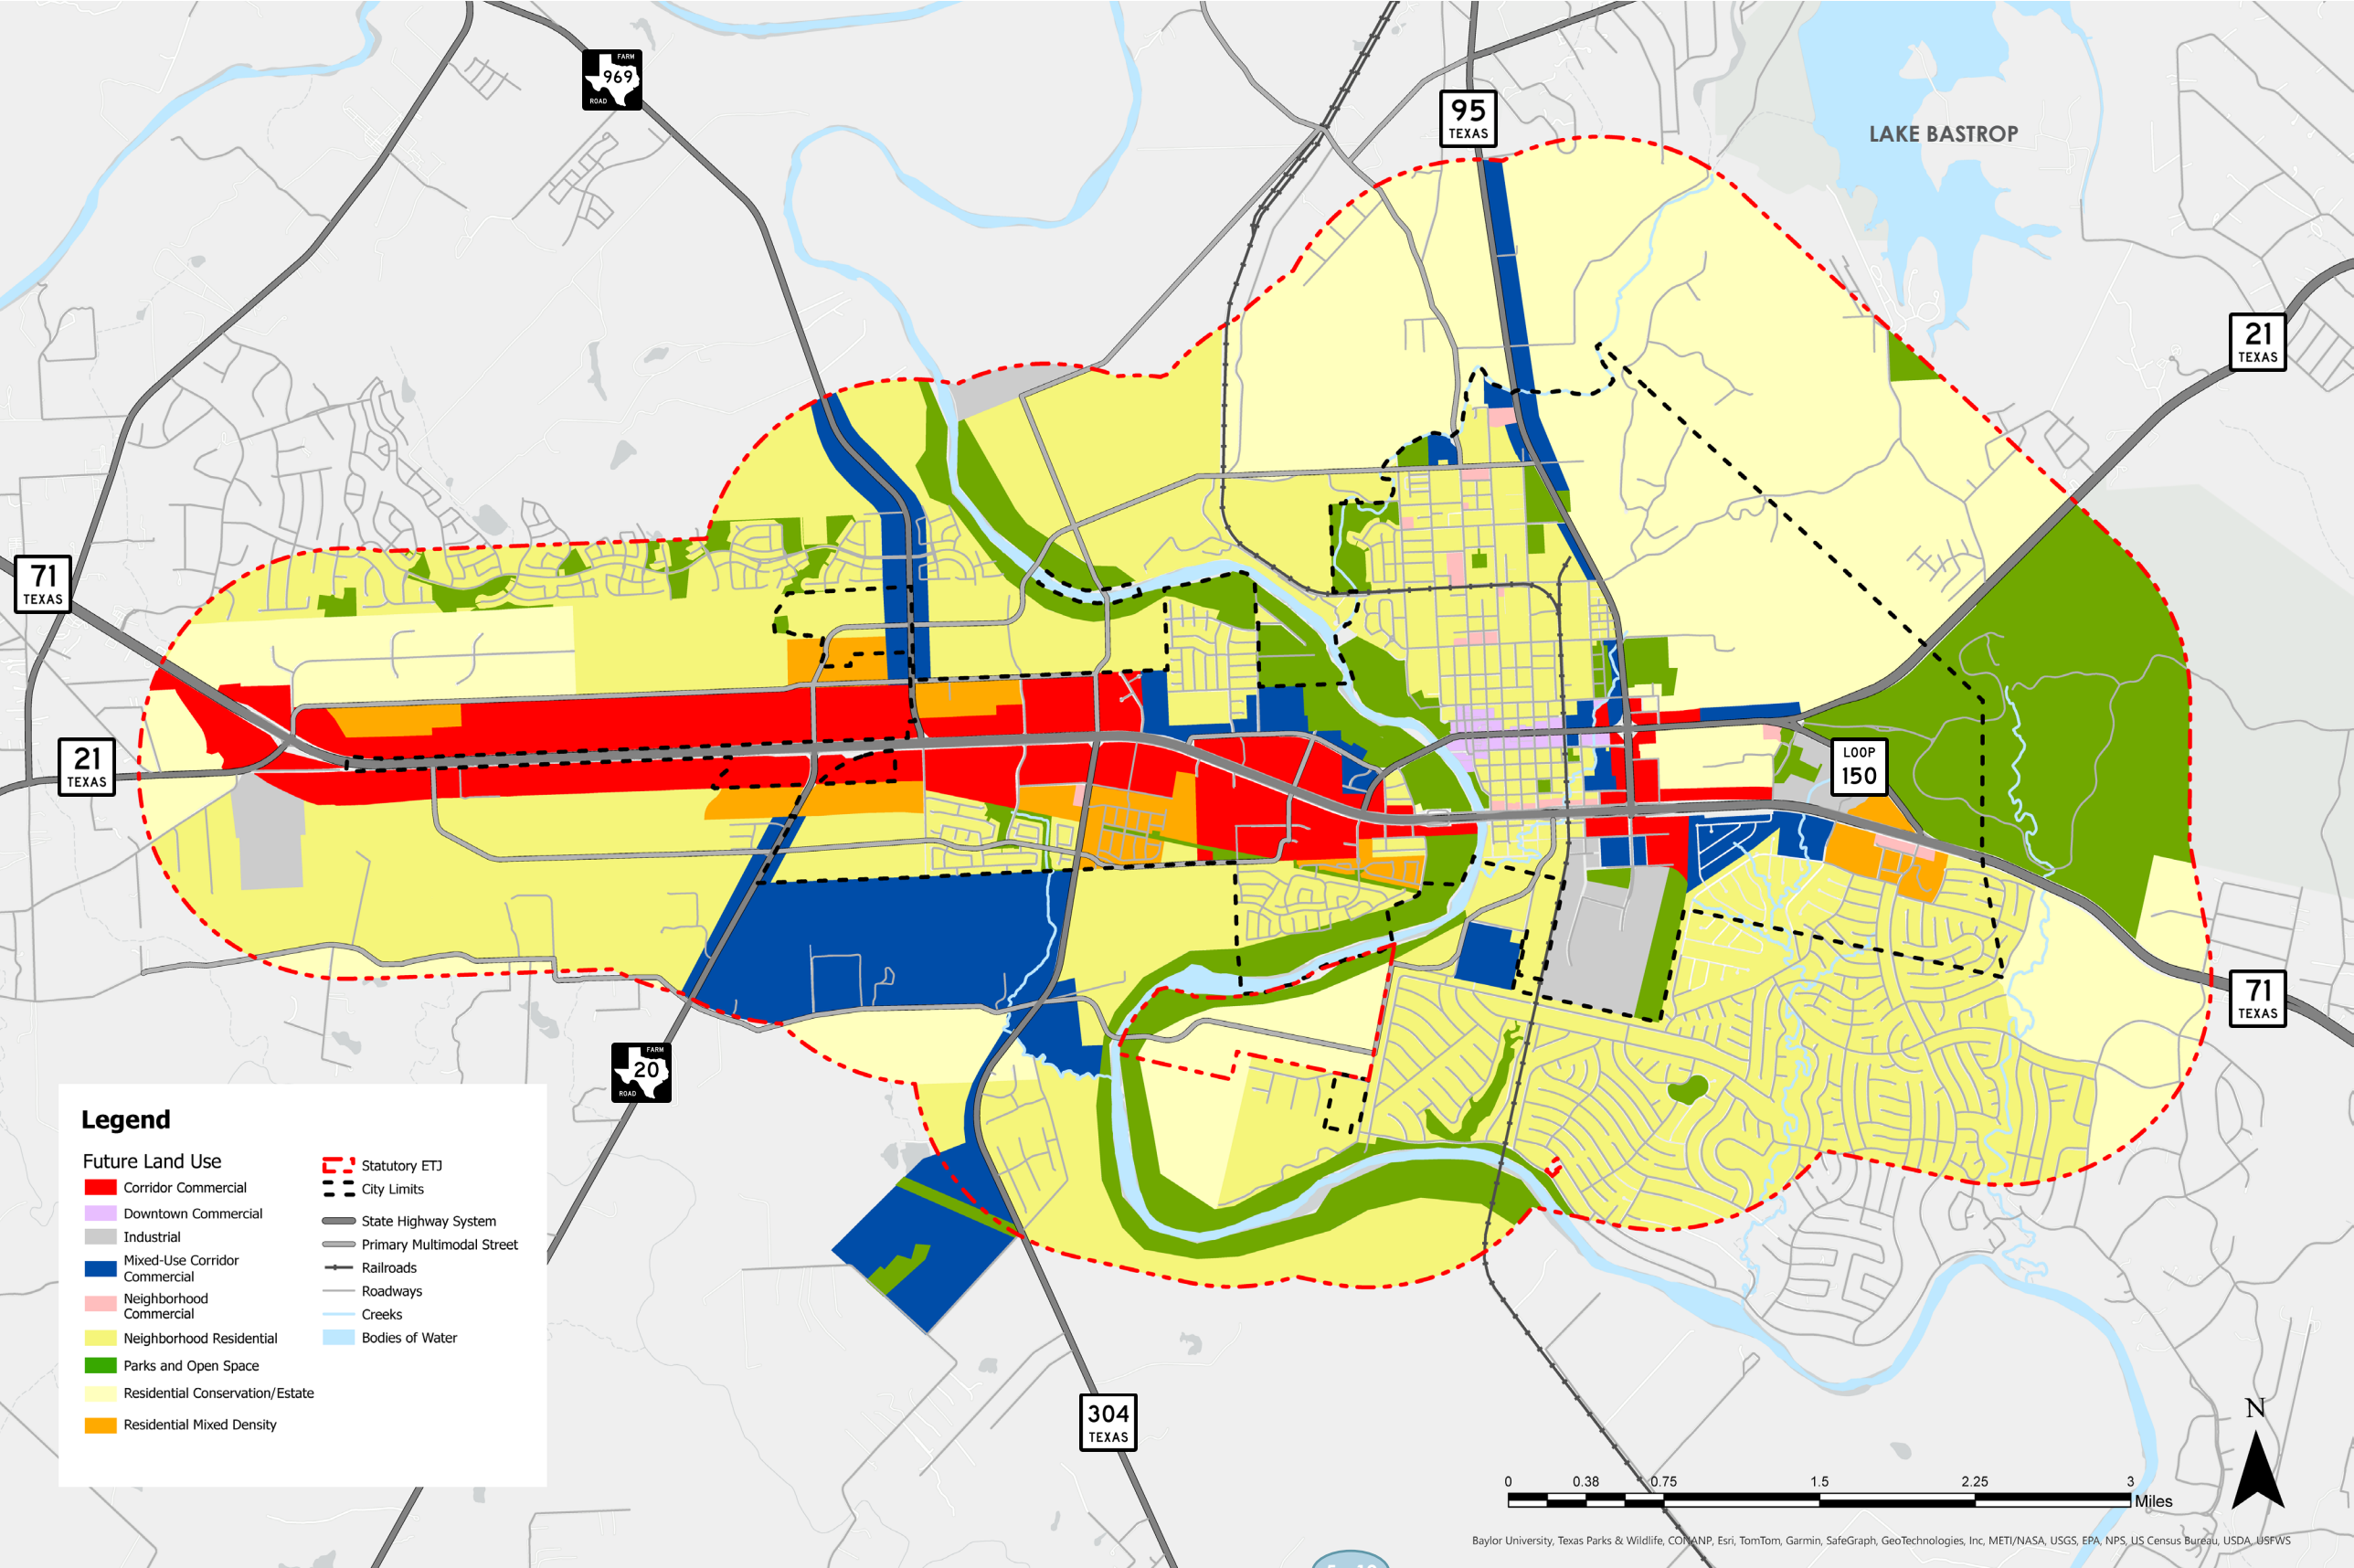 FARM
969
ROAD
95
TEXAS
LAKE BASTROP
21
TEXAS
71
TEXAS
21
TEXAS
LOOP
150
71
TEXAS
FARM
20
ROAD
304
TEXAS
Legend
Future Land Use
Corridor Commercial
Downtown Commercial
Industrial
Mixed-Use Corridor
Commercial
Neighborhood
Commercial
Neighborhood Residential
Parks and Open Space
Residential Conservation/Estate
Residential Mixed Density
Statutory ETJ
City Limits
State Highway System
Primary Multimodal Street
Railroads
Roadways
Creeks
Bodies of Water
N
0 0.38 0.75 1.5 2.25 3
Miles
Baylor University, Texas Parks & Wildlife, CONANP, Esri, TomTom, Garmin, SafeGraph, GeoTechnologies, Inc, METI/NASA, USGS, EPA, NPS, US Census Bureau, USDA, USFWS